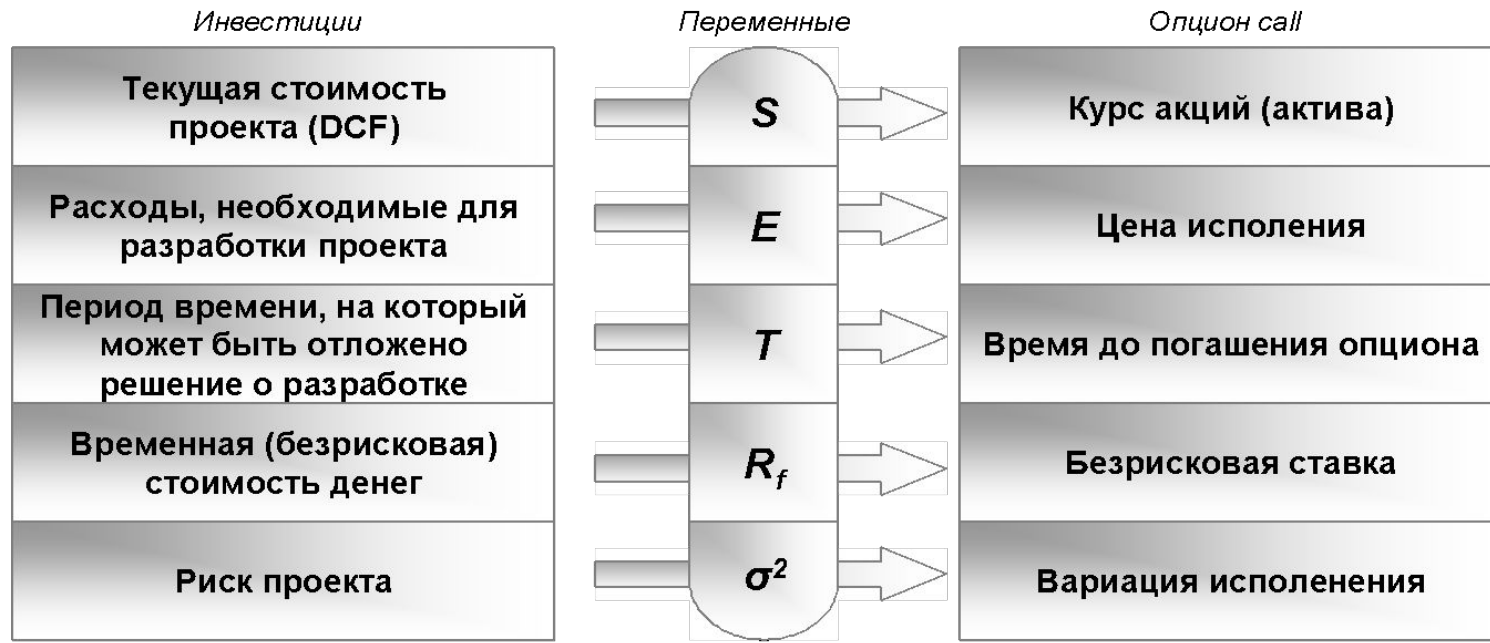 Инвестиции
Переменные
Опцион call
Текущая стоимость
проекта (DCF)
S
Курс акций (актива)
Расходы, необходимые для
разработки проекта
E
Цена исполения
Период времени, на который
может быть отложено
решение о разработке
T
Время до погашения опциона
Временная (безрисковая)
стоимость денег
Rf
Безрисковая ставка
Риск проекта
σ²
Вариация исполенения